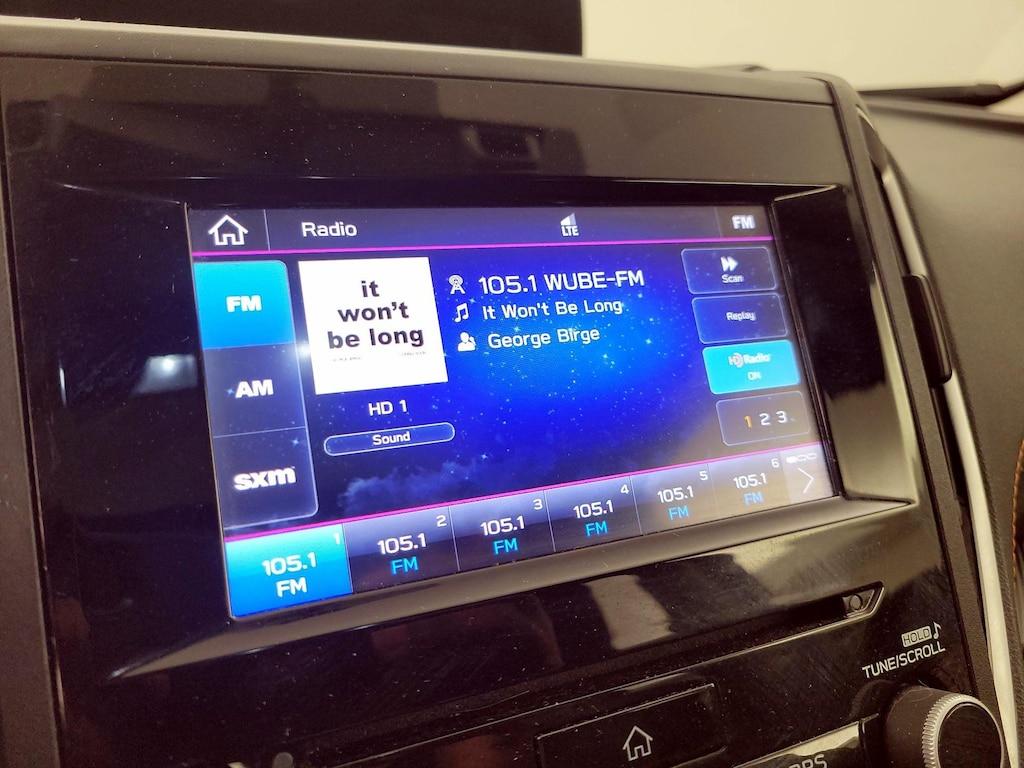 Radio
LTE
FM
FM
AM
sxm
it
won't
be long
HD 1
Sound
105.1 WUBE-FM
It Won't Be Long
George Birge
Scan
Replay
HD Radio
ON
1 2 3
1
105.1
FM
2
105.1
FM
3
105.1
FM
4
105.1
FM
5
105.1
FM
6
105.1
FM
HOLD
TUNE/SCROLL